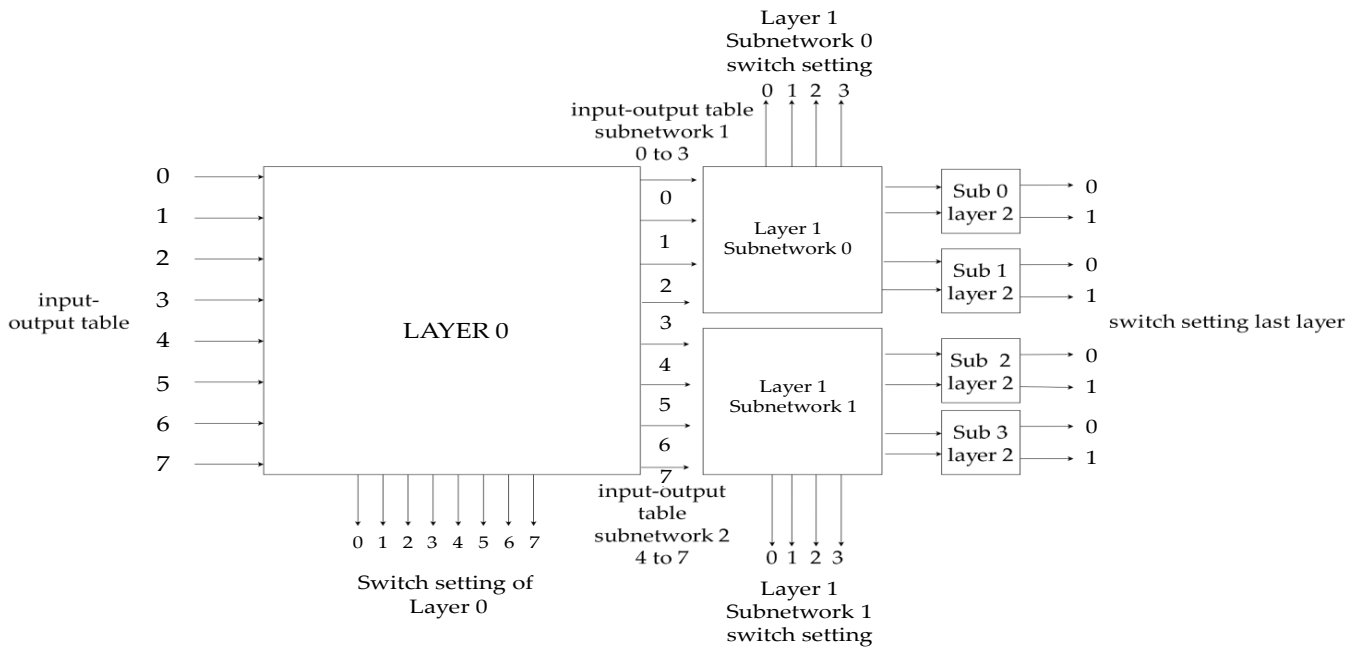 Layer 1
Subnetwork 0
switch setting
0 1 2 3
input-output table
subnetwork 1
0 to 3
0
1
2
3
4
5
6
7
input-
output table
LAYER 0
0
1
2
3
4
5
6
7
Layer 1
Subnetwork 0
Layer 1
Subnetwork 1
Sub 0
layer 2
Sub 1
layer 2
Sub 2
layer 2
Sub 3
layer 2
0
1
0
1
0
1
0
1
switch setting last layer
input-output
table
subnetwork 2
4 to 7
0 1 2 3 4 5 6 7
Switch setting of
Layer 0
0 1 2 3
Layer 1
Subnetwork 1
switch setting